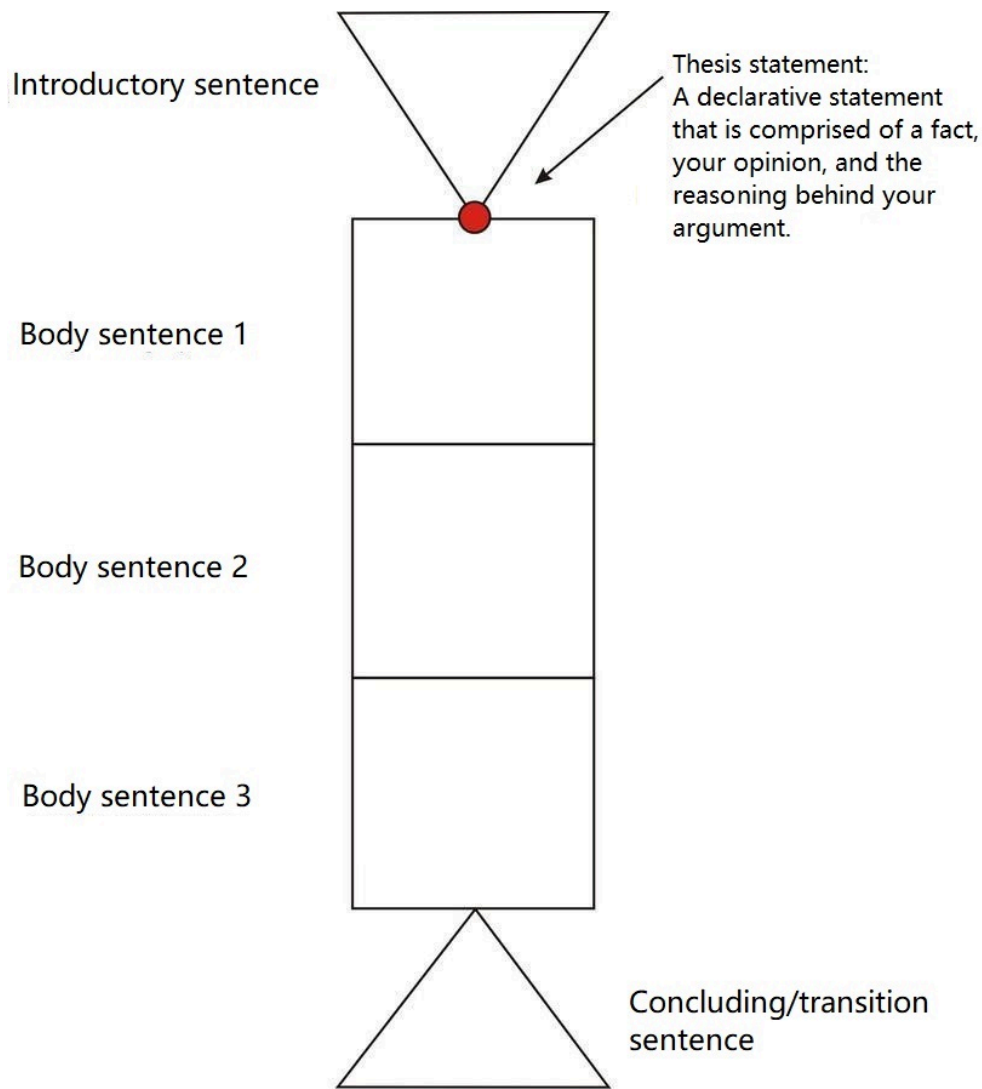 Introductory sentence
Thesis statement:
A declarative statement
that is comprised of a fact,
your opinion, and the
reasoning behind your
argument.
Body sentence 1
Body sentence 2
Body sentence 3
Concluding/transition
sentence